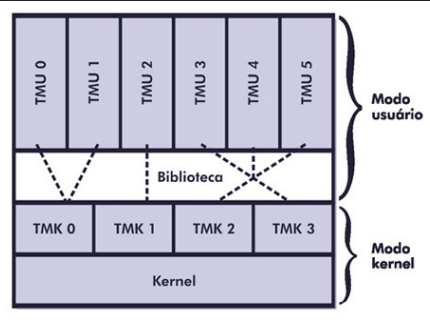 TMU 0
TMU 1
TMU 2
TMU 3
TMU 4
TMU 5
Modo
usuário
Biblioteca
TMK 0
TMK 1
TMK 2
TMK 3
Modo
kernel
Kernel